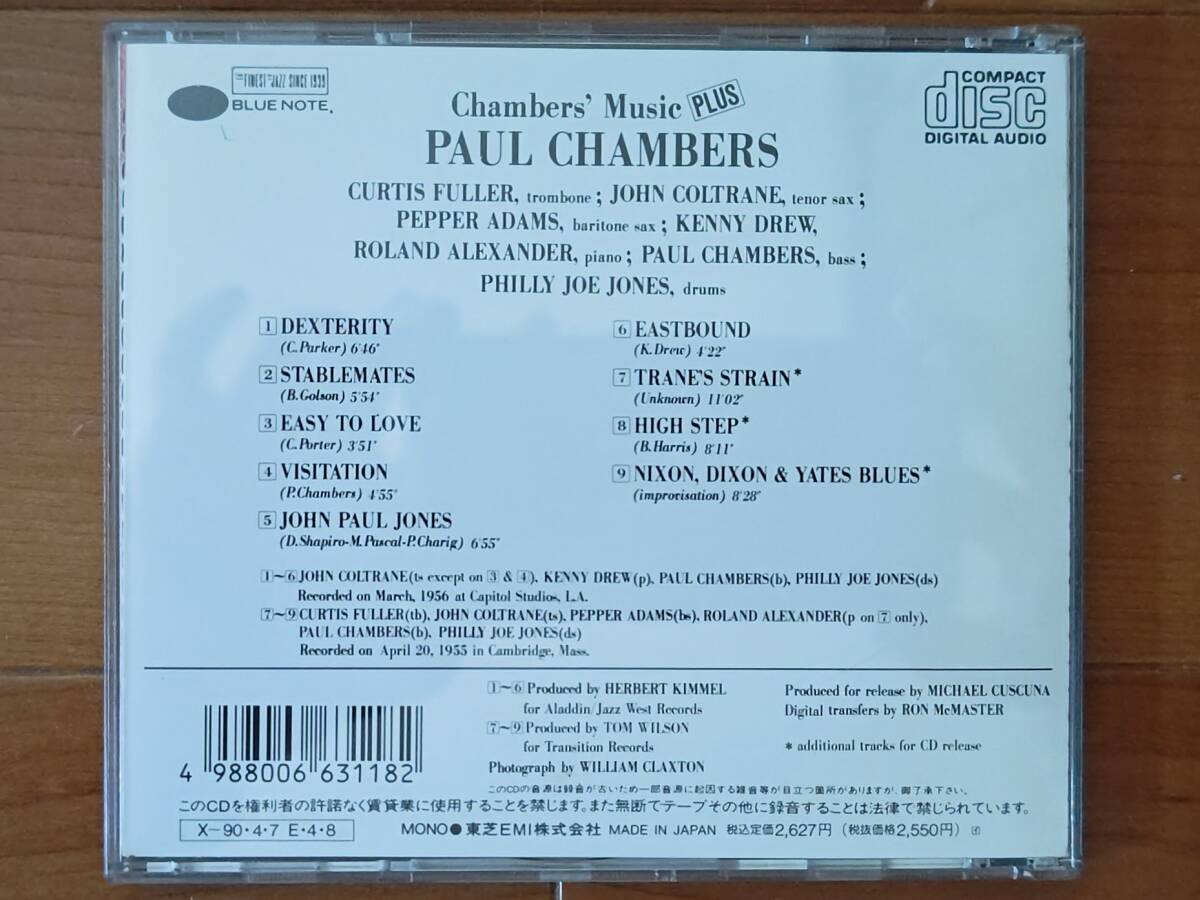 THE FINEST IN JAZZ SINCE 1939
BLUE NOTE.
COMPACT
disc
DIGITAL AUDIO
Chambers' Music PLUS
PAUL CHAMBERS
CURTIS FULLER, trombone ; JOHN COLTRANE, tenor sax ;
PEPPER ADAMS, baritone sax ; KENNY DREW,
ROLAND ALEXANDER, piano ; PAUL CHAMBERS, bass ;
PHILLY JOE JONES, drums
1 DEXTERITY
(C.Parker) 6'46"
2 STABLEMATES
(B.Golson) 5'54"
3 EASY TO LOVE
(C.Porter) 3'51"
4 VISITATION
(P.Chambers) 4'55"
5 JOHN PAUL JONES
(D.Shapiro-M.Pascal-P.Charig) 6'55"
6 EASTBOUND
(K.Drew) 4'22"
7 TRANE'S STRAIN*
(Unknown) 11'02"
8 HIGH STEP*
(B.Harris) 8'11"
9 NIXON, DIXON & YATES BLUES*
(improvisation) 8'28"
1~6 JOHN COLTRANE(ts except on 3 & 4), KENNY DREW(p), PAUL CHAMBERS(b), PHILLY JOE JONES(ds)
Recorded on March, 1956 at Capitol Studios, L.A.
7~9 CURTIS FULLER(tb), JOHN COLTRANE(ts), PEPPER ADAMS(bs), ROLAND ALEXANDER(p on 7 only),
PAUL CHAMBERS(b), PHILLY JOE JONES(ds)
Recorded on April 20, 1955 in Cambridge, Mass.
1~6 Produced by HERBERT KIMMEL
for Aladdin/Jazz West Records
7~9 Produced by TOM WILSON
for Transition Records
Photograph by WILLIAM CLAXTON
Produced for release by MICHAEL CUSCUNA
Digital transfers by RON McMASTER
* additional tracks for CD release
4 988006 631182
このCDの音源は録音が古いため一部音源に起因する雑音等が目立つ箇所がありますが、御了承下さい。
このCDを権利者の許諾なく賃貸業に使用することを禁じます。また無断でテープその他に録音することは法律で禁じられています。
X-90・4・7 E・4・8
MONO●東芝EMI株式会社 MADE IN JAPAN 税込定価2,627円 (税抜価格2,550円)